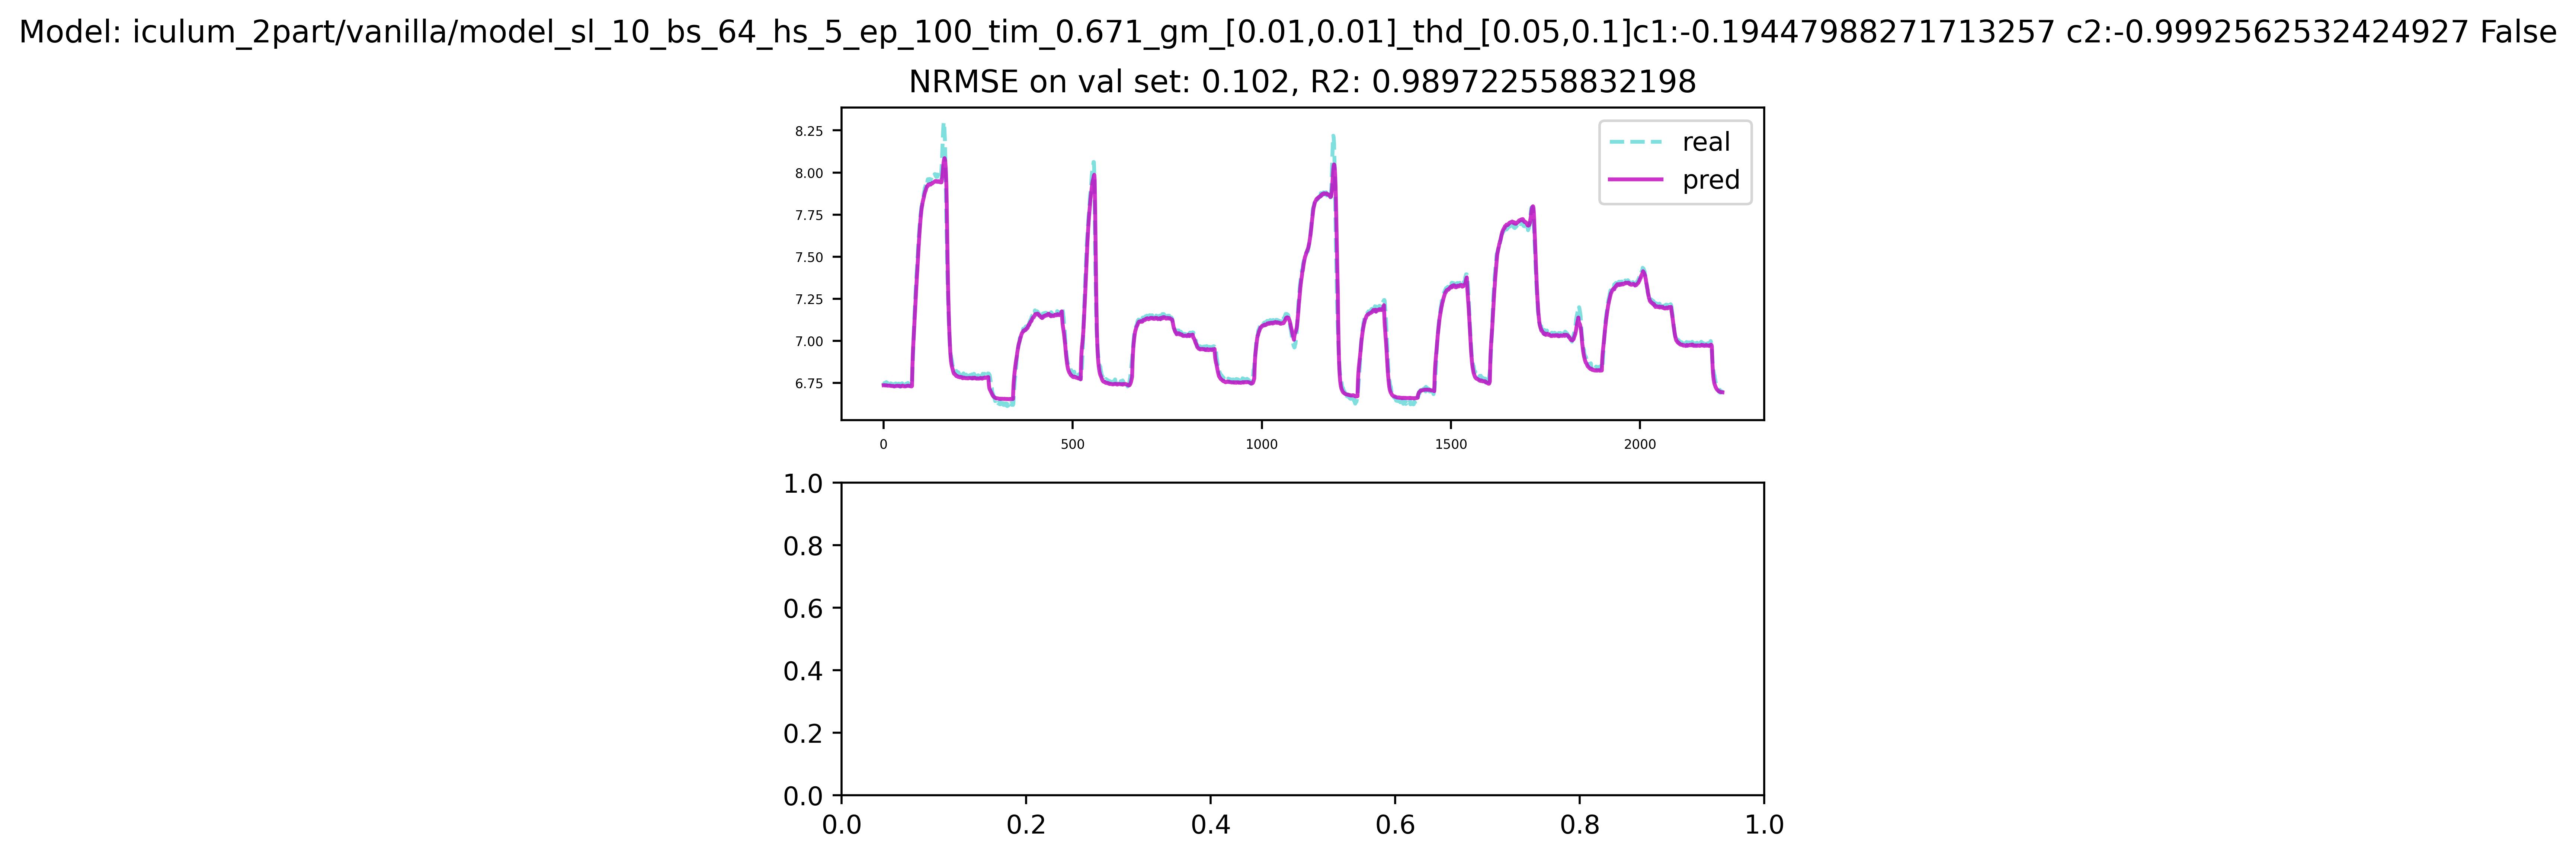 Model: iculum_2part/vanilla/model_sl_10_bs_64_hs_5_ep_100_tim_0.671_gm_[0.01,0.01]_thd_[0.05,0.1]c1:-0.19447988271713257 c2:-0.9992562532424927 False
NRMSE on val set: 0.102, R2: 0.989722558832198
8.25
8.00
7.75
7.50
7.25
7.00
6.75
real
pred
0 500 1000 1500 2000
1.0
0.8
0.6
0.4
0.2
0.0
0.0 0.2 0.4 0.6 0.8 1.0